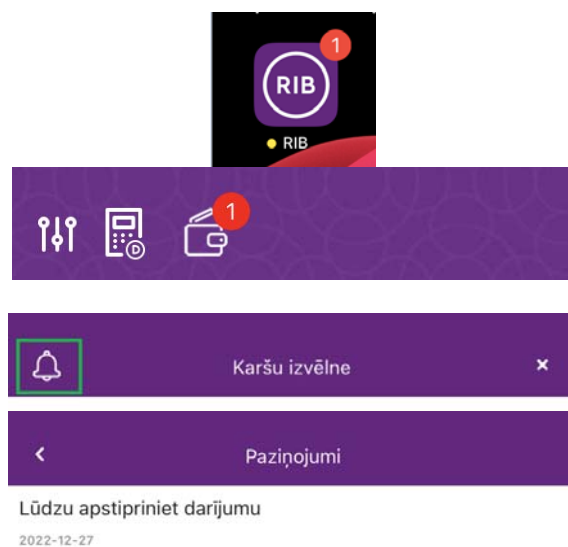 1
RIB
RIB
1
D
Karšu izvēlne
Paziņojumi
Lūdzu apstipriniet darījumu
2022-12-27